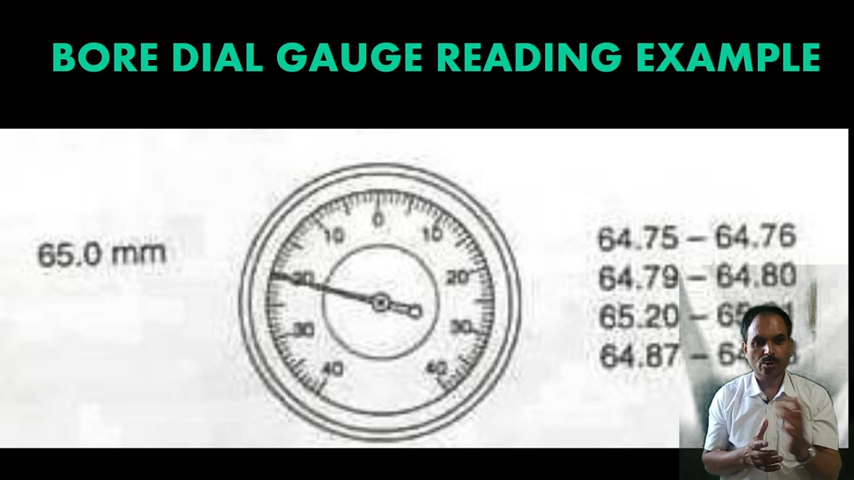 BORE DIAL GAUGE READING EXAMPLE
65.0 mm
0
10 10
20 20
30 30
40 40
64.75 – 64.76
64.79 – 64.80
65.20 –
64.87 –